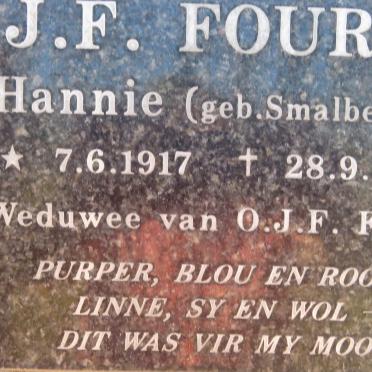 J.F. FOUR
Hannie (geb.Smalbe
★ 7.6.1917 † 28.9.
Weduwee van O.J.F. K
PURPER, BLOU EN ROO
LINNE, SY EN WOL –
DIT WAS VIR MY MOO